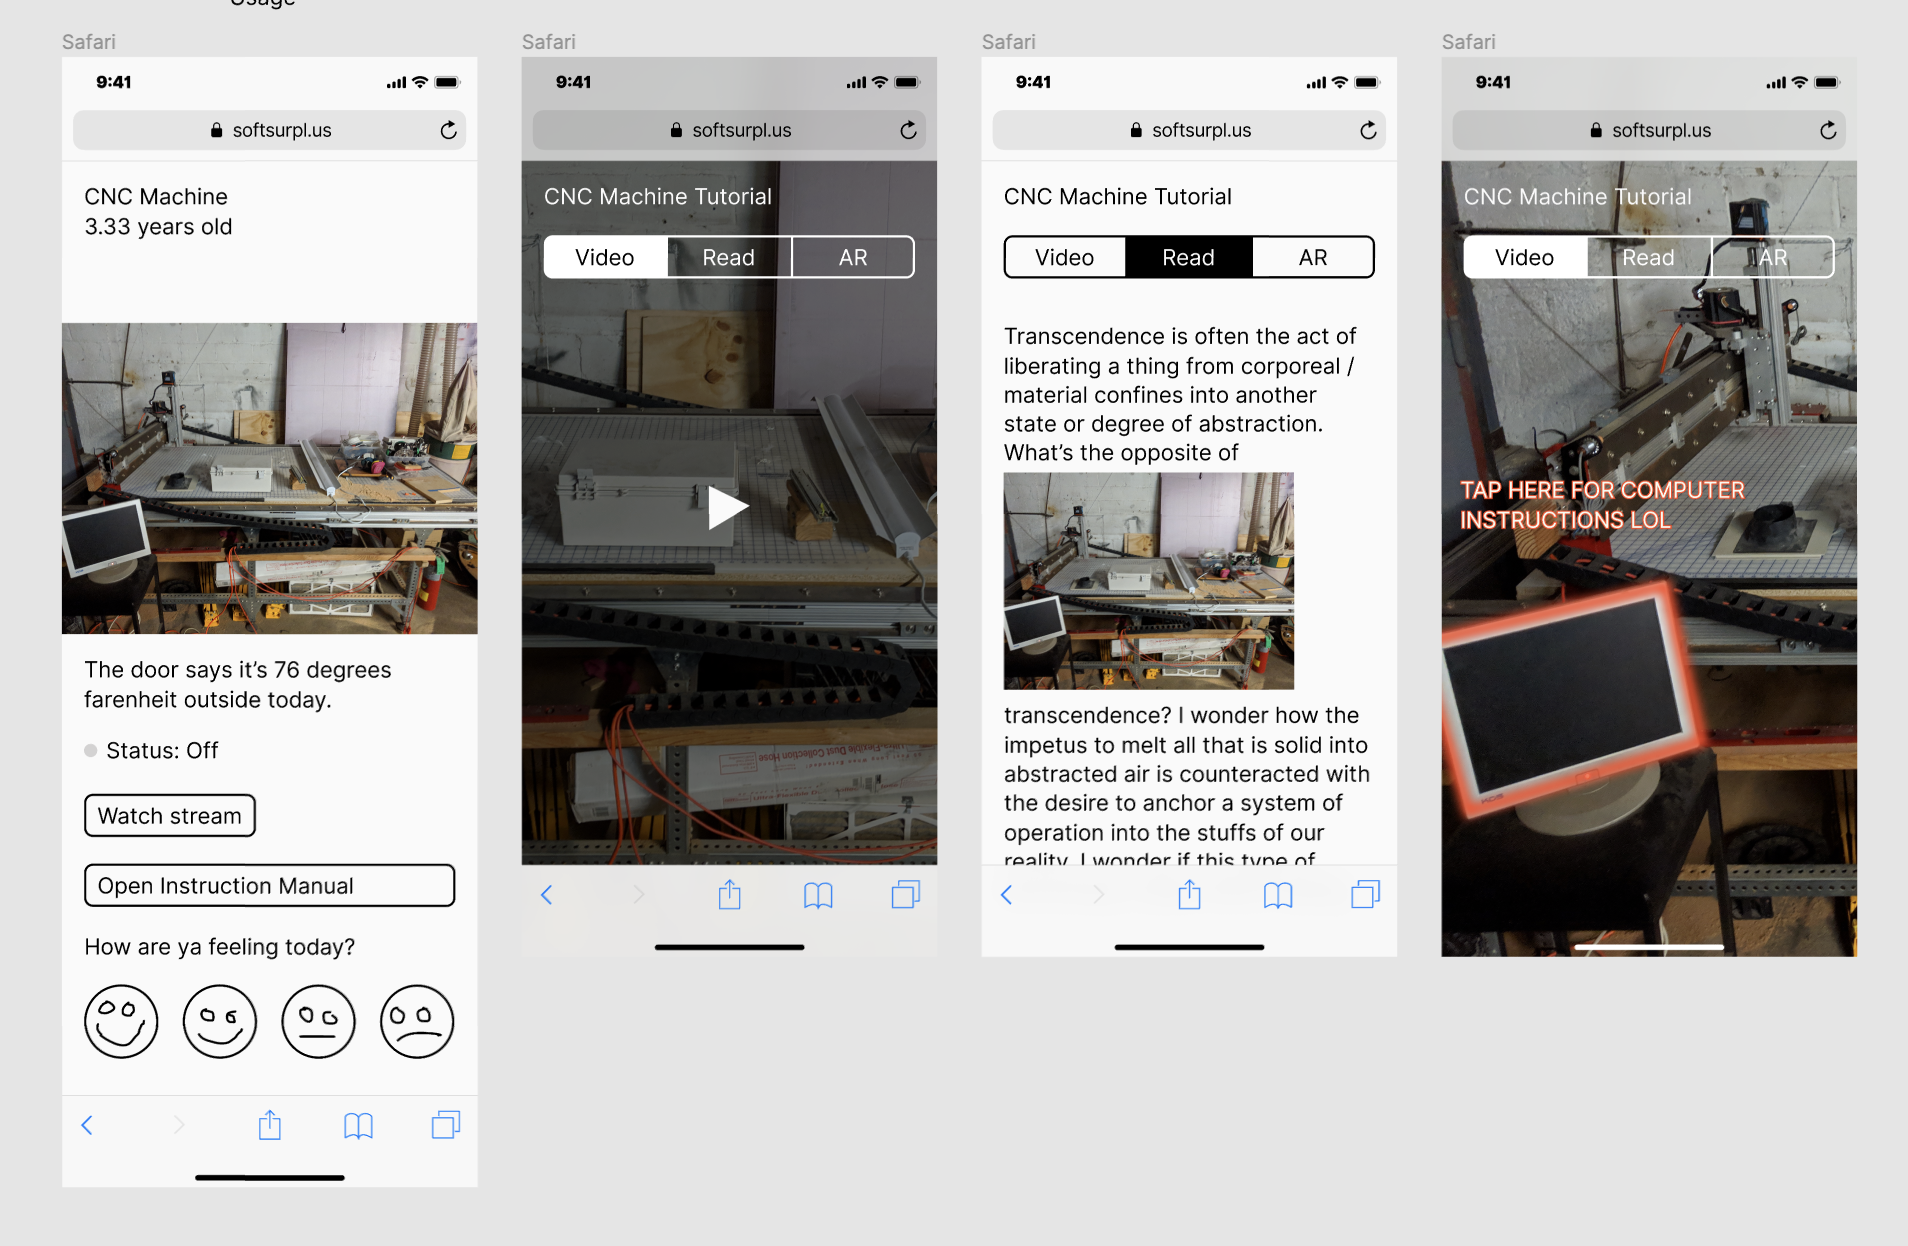 Usage
Safari
9:41
softsurpl.us
CNC Machine
3.33 years old
The door says it’s 76 degrees
farenheit outside today.
Status: Off
Watch stream
Open Instruction Manual
How are ya feeling today?
Safari
9:41
softsurpl.us
CNC Machine Tutorial
Video
Read
AR
Safari
9:41
softsurpl.us
CNC Machine Tutorial
Video
Read
AR
Transcendence is often the act of
liberating a thing from corporeal /
material confines into another
state or degree of abstraction.
What’s the opposite of
transcendence? I wonder how the
impetus to melt all that is solid into
abstracted air is counteracted with
the desire to anchor a system of
operation into the stuffs of our
reality. I wonder if this type of
Safari
9:41
softsurpl.us
CNC Machine Tutorial
Video
Read
AR
TAP HERE FOR COMPUTER
INSTRUCTIONS LOL